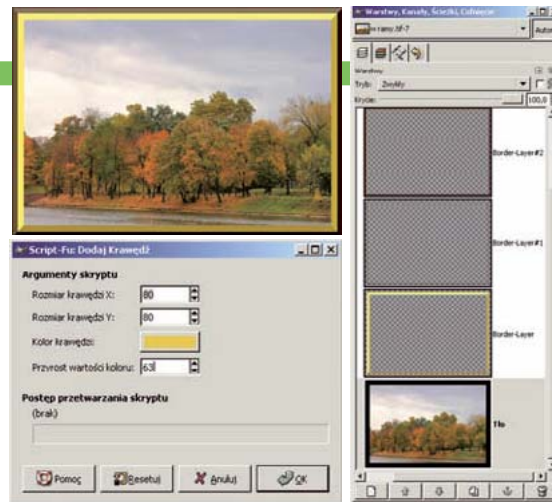 Script-Fu: Dodaj Krawędź
Argumenty skryptu
Rozmiar krawędzi X: 80
Rozmiar krawędzi Y: 80
Kolor krawędzi:
Przyrost wartości koloru: 63
Postęp przetwarzania skryptu
(brak)
Pomoc Resetuj Anuluj OK
Warstwy, Kanały, Ścieżki, Cofnięcie
Warstwy
Tryb: Zwykły
Krycie: 100,0
Border-Layer#2
Border-Layer#1
Border-Layer
Tło